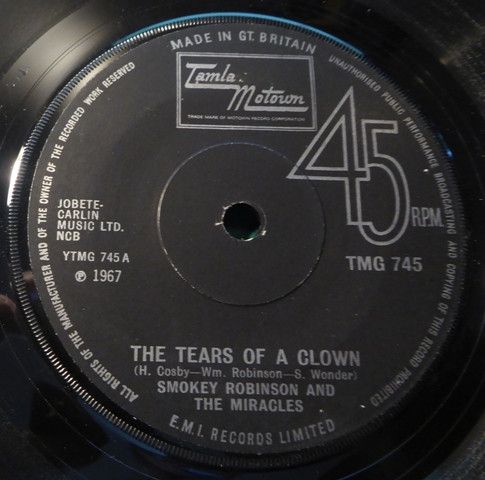 MADE IN GT. BRITAIN
UNAUTHORISED PUBLIC PERFORMANCE BROADCASTING AND COPYING OF THIS RECORD PROHIBITED
ALL RIGHTS OF THE MANUFACTURER AND OF THE OWNER OF THE RECORDED WORK RESERVED
Tamla
Motown
TRADE MARK OF MOTOWN RECORD CORPORATION
45
R.P.M.
JOBETE-
CARLIN
MUSIC LTD.
NCB
YTMG 745 A
℗ 1967
TMG 745
THE TEARS OF A CLOWN
(H. Cosby—Wm. Robinson—S. Wonder)
SMOKEY ROBINSON AND
THE MIRACLES
E.M.I. RECORDS LIMITED